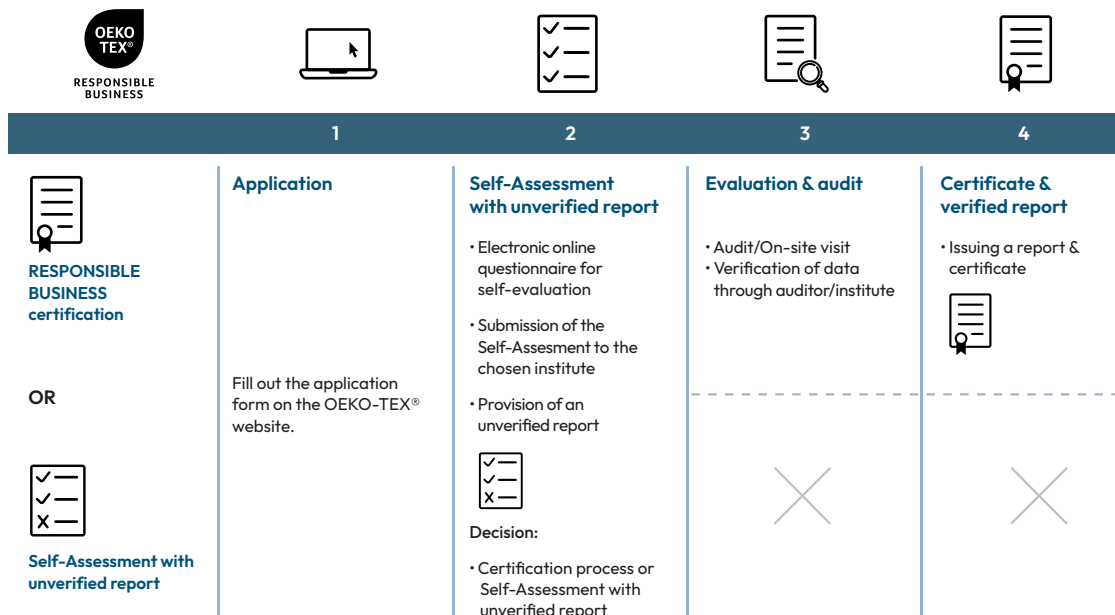 OEKO
TEX®
RESPONSIBLE
BUSINESS
1
2
3
4
RESPONSIBLE
BUSINESS
certification
OR
Self-Assessment with
unverified report
Application
Fill out the application
form on the OEKO-TEX®
website.
Self-Assessment
with unverified report
• Electronic online
questionnaire for
self-evaluation
• Submission of the
Self-Assesment to the
chosen institute
• Provision of an
unverified report
Decision:
• Certification process or
Self-Assessment with
unverified report
Evaluation & audit
• Audit/On-site visit
• Verification of data
through auditor/institute
Certificate &
verified report
• Issuing a report &
certificate